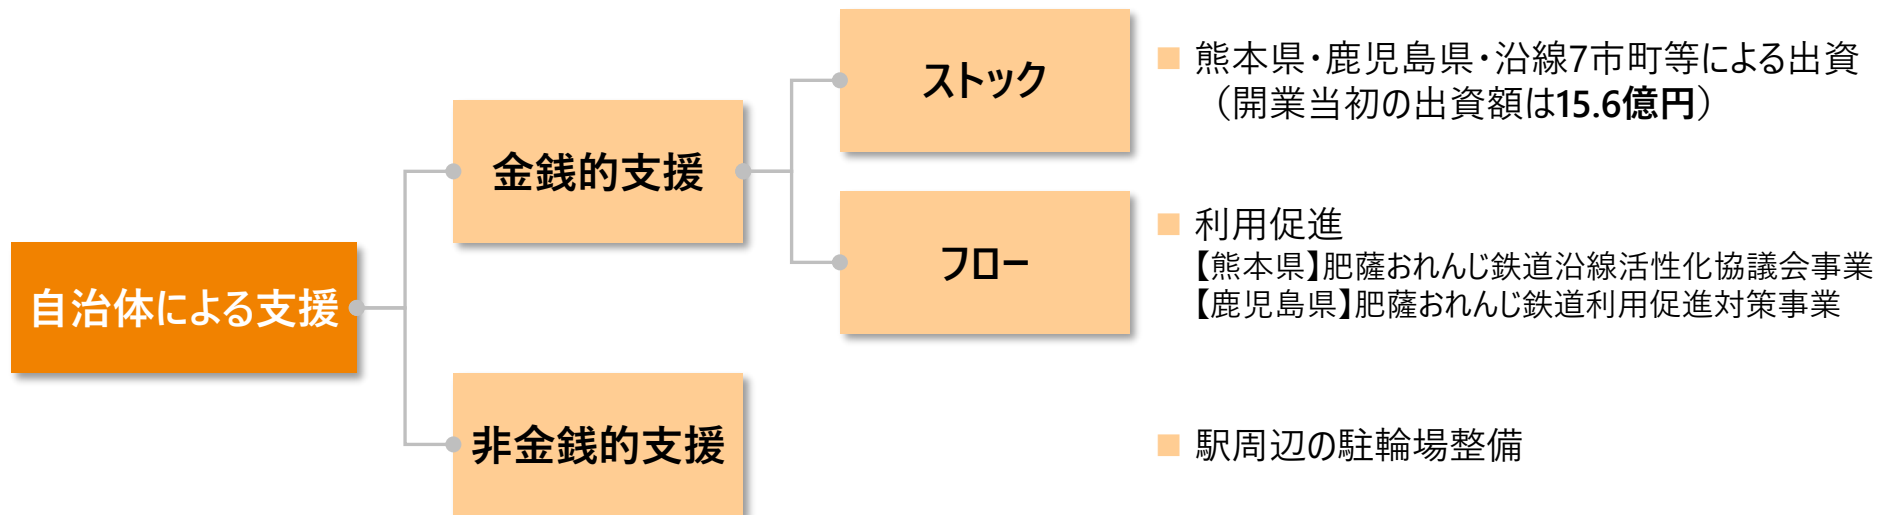 自治体による支援
金銭的支援
ストック
■ 熊本県・鹿児島県・沿線7市町等による出資
（開業当初の出資額は15.6億円）
フロー
■ 利用促進
【熊本県】肥薩おれんじ鉄道沿線活性化協議会事業
【鹿児島県】肥薩おれんじ鉄道利用促進対策事業
非金銭的支援
■ 駅周辺の駐輪場整備